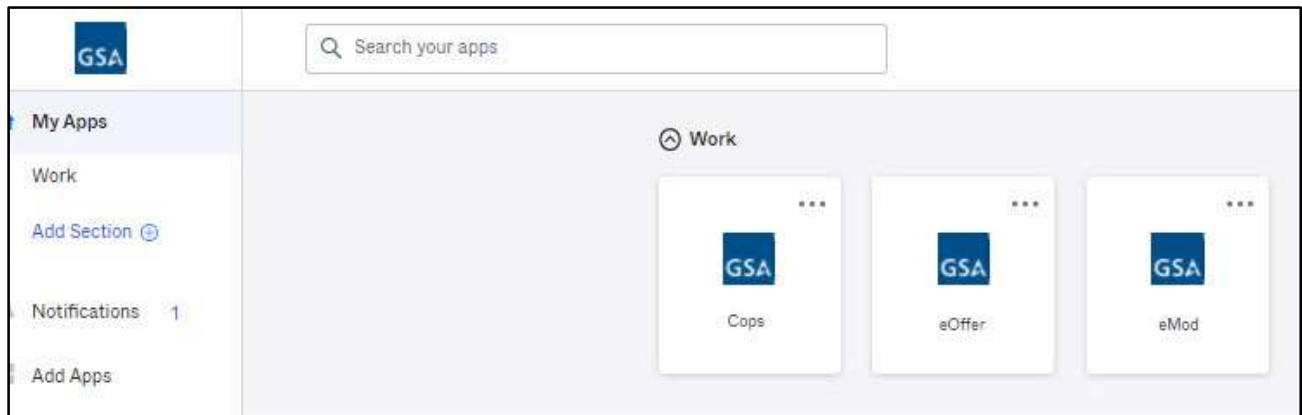 GSA
Search your apps
My Apps
Work
Add Section
Notifications 1
Add Apps
Work
GSA
Cops
GSA
eOffer
GSA
eMod